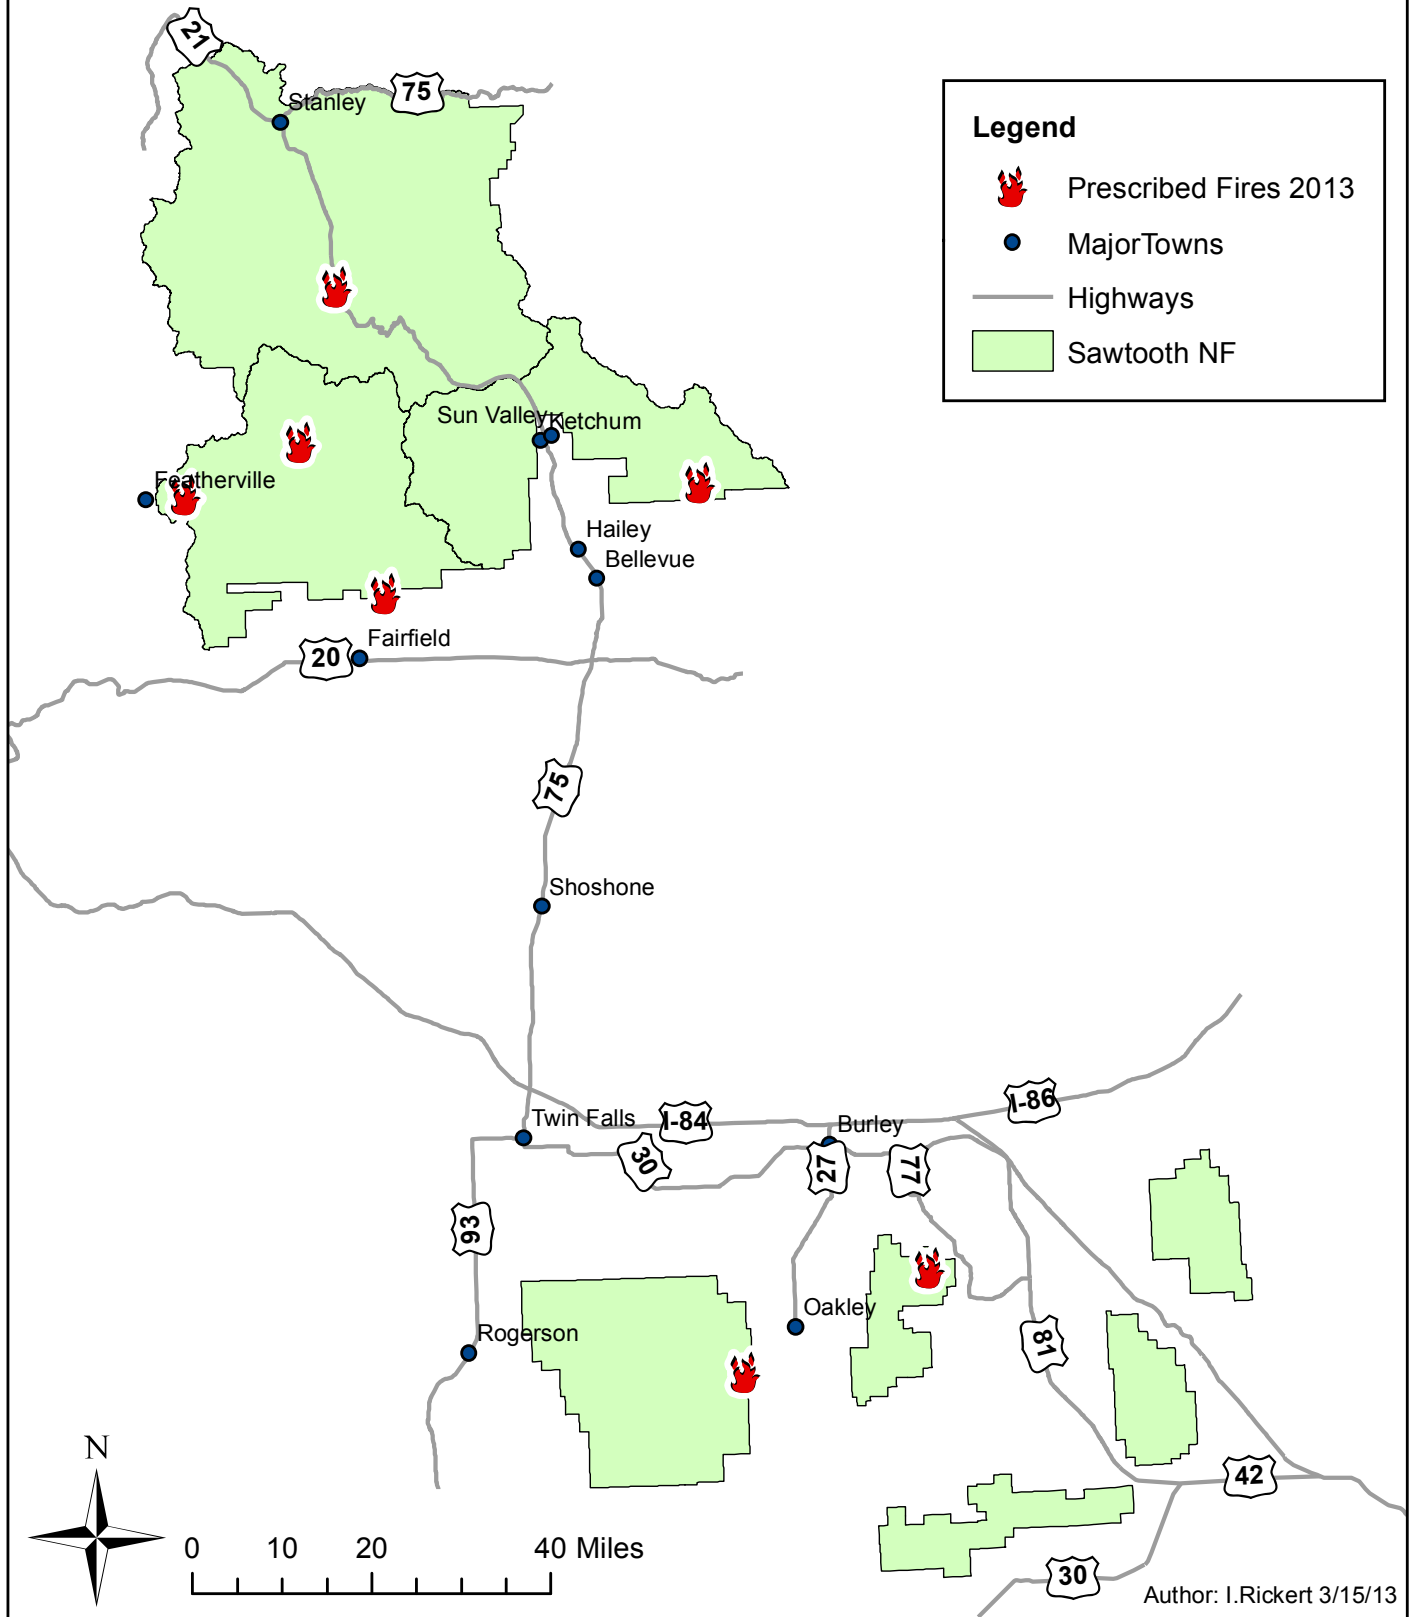 21
75
Stanley
Legend
Prescribed Fires 2013
MajorTowns
Highways
Sawtooth NF
Sun Valley
Ketchum
Featherville
Hailey
Bellevue
Fairfield
20
75
Shoshone
Twin Falls
I-84
I-86
Burley
30
27
77
93
Oakley
Rogerson
81
42
N
0 10 20 40 Miles
30
Author: I.Rickert 3/15/13